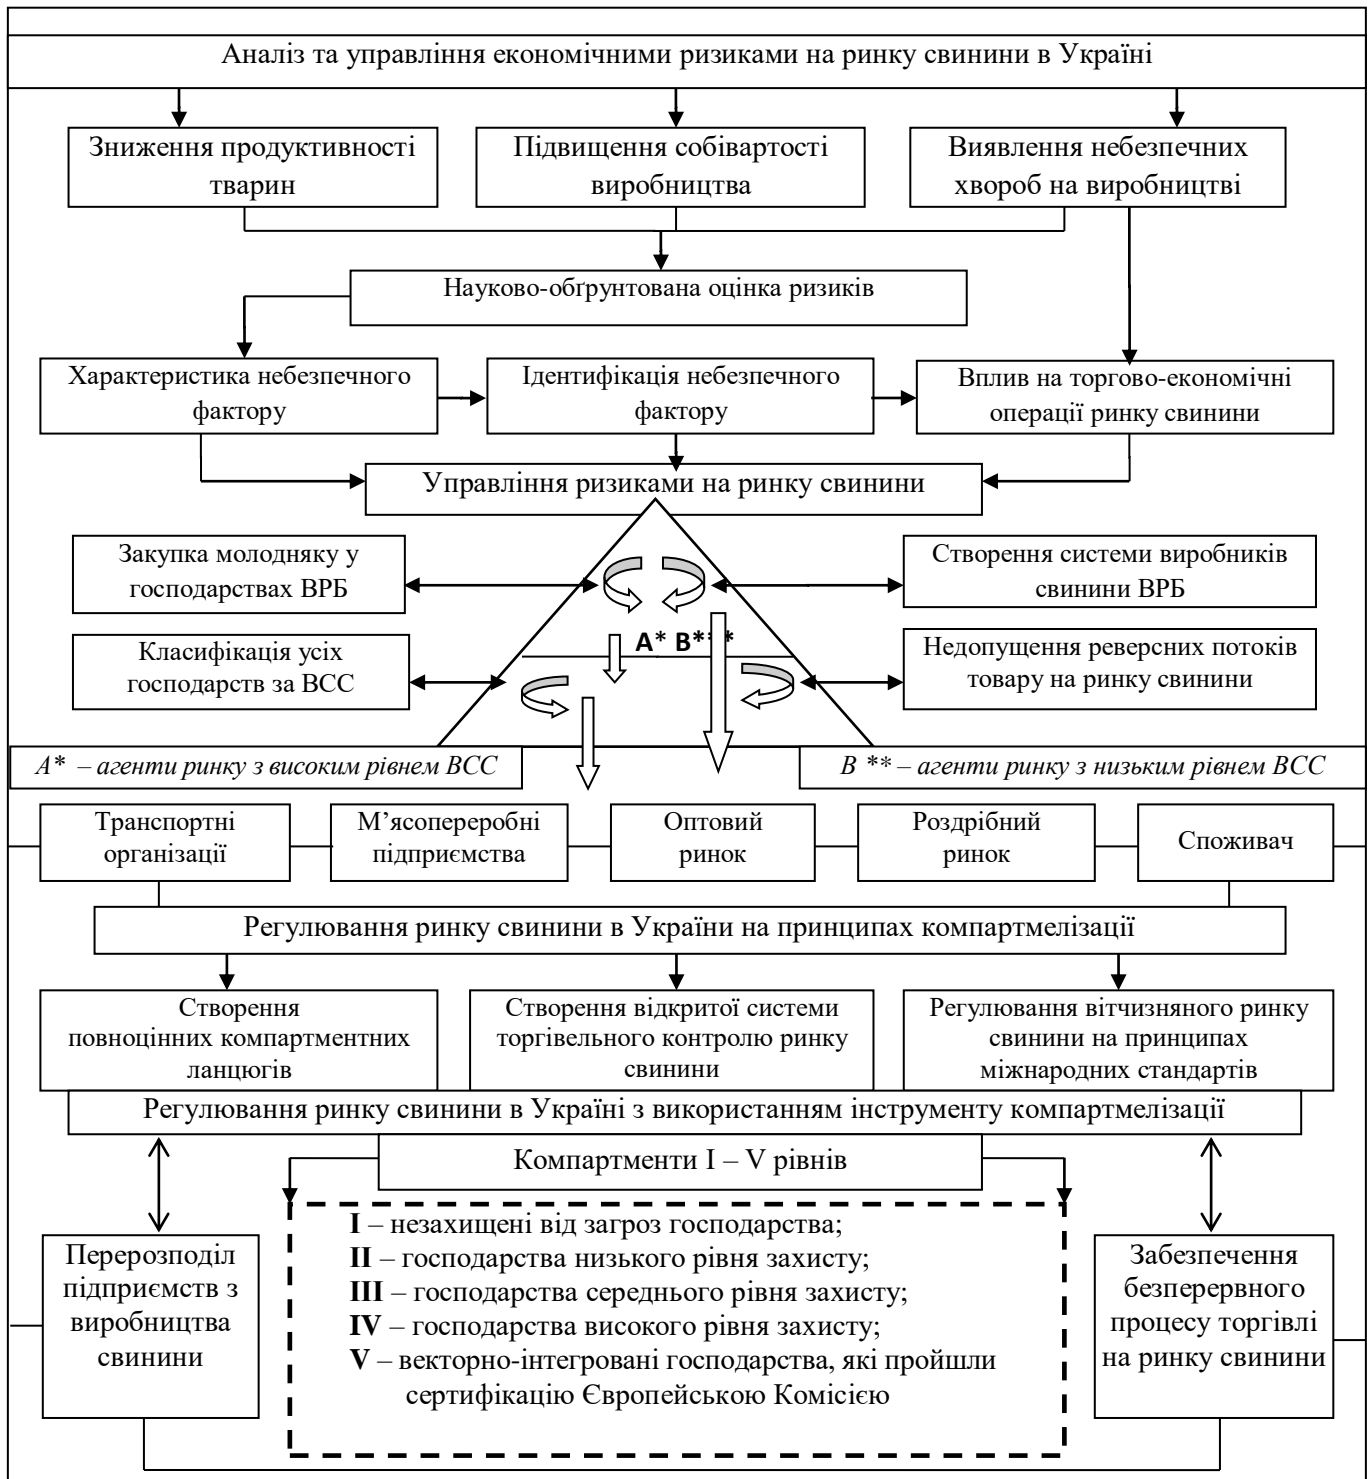 Аналіз та управління економічними ризиками на ринку свинини в Україні
Зниження продуктивності
тварин
Підвищення собівартості
виробництва
Виявлення небезпечних
хвороб на виробництві
Науково-обґрунтована оцінка ризиків
Характеристика небезпечного
фактору
Ідентифікація небезпечного
фактору
Вплив на торгово-економічні
операції ринку свинини
Управління ризиками на ринку свинини
Закупка молодняку у
господарствах ВРБ
Створення системи виробників
свинини ВРБ
А* В***
Класифікація усіх
господарств за ВСС
Недопущення реверсних потоків
товару на ринку свинини
А* – агенти ринку з високим рівнем ВСС
В ** – агенти ринку з низьким рівнем ВСС
Транспортні
організації
М’ясопереробні
підприємства
Оптовий
ринок
Роздрібний
ринок
Споживач
Регулювання ринку свинини в України на принципах компартмелізації
Створення
повноцінних компартментних
ланцюгів
Створення відкритої системи
торгівельного контролю ринку
свинини
Регулювання вітчизняного ринку
свинини на принципах
міжнародних стандартів
Регулювання ринку свинини в Україні з використанням інструменту компартмелізації
Компартменти I – V рівнів
I – незахищені від загроз господарства;
II – господарства низького рівня захисту;
III – господарства середнього рівня захисту;
IV – господарства високого рівня захисту;
V – векторно-інтегровані господарства, які пройшли
сертифікацію Європейською Комісією
Перерозподіл
підприємств з
виробництва
свинини
Забезпечення
безперервного
процесу торгівлі
на ринку свинини